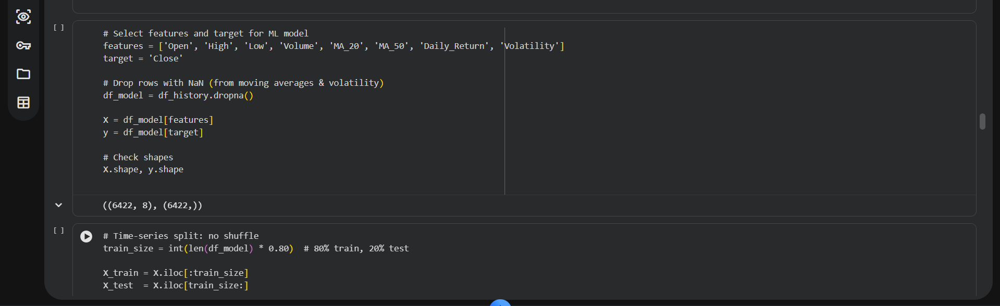 [ ]
# Select features and target for ML model
features = ['Open', 'High', 'Low', 'Volume', 'MA_20', 'MA_50', 'Daily_Return', 'Volatility']
target = 'Close'
# Drop rows with NaN (from moving averages & volatility)
df_model = df_history.dropna()
X = df_model[features]
y = df_model[target]
# Check shapes
X.shape, y.shape
((6422, 8), (6422,))
[ ]
# Time-series split: no shuffle
train_size = int(len(df_model) * 0.80)  # 80% train, 20% test
X_train = X.iloc[:train_size]
X_test  = X.iloc[train_size:]